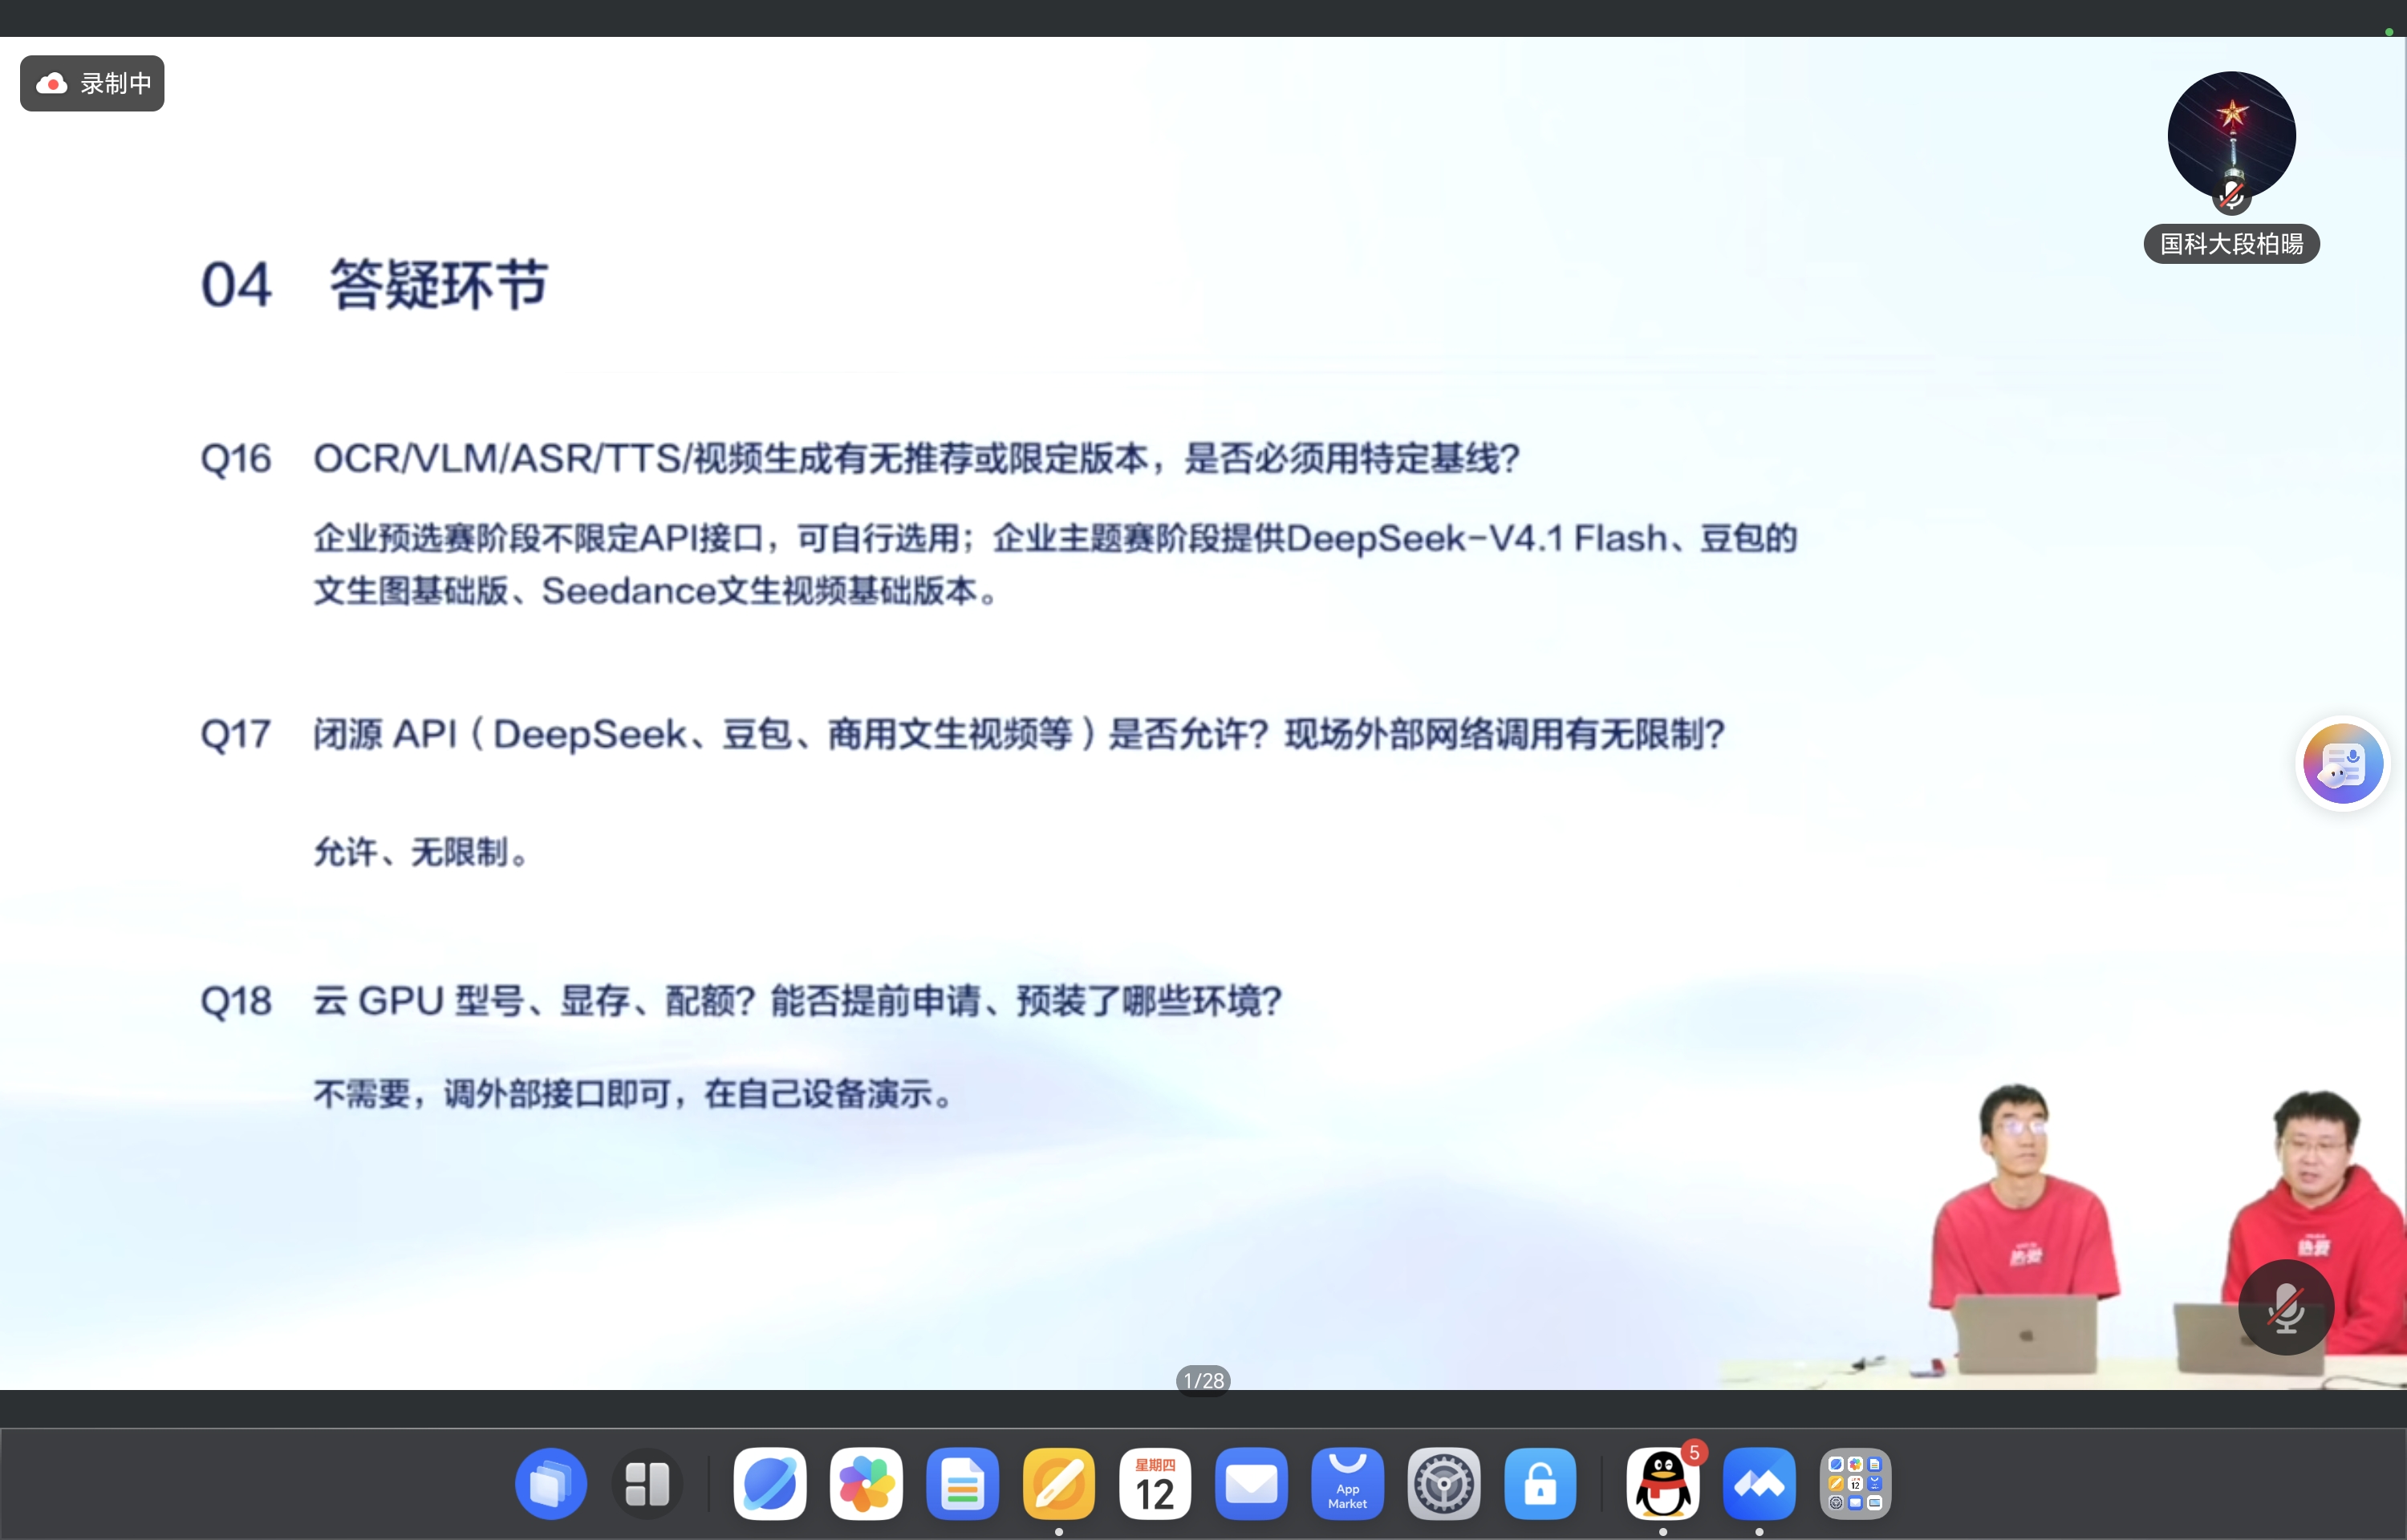 录制中
国科大段柏暘
04 答疑环节
Q16 OCR/VLM/ASR/TTS/视频生成有无推荐或限定版本，是否必须用特定基线？
企业预选赛阶段不限定API接口，可自行选用；企业主题赛阶段提供DeepSeek-V4.1 Flash、豆包的
文生图基础版、Seedance文生视频基础版本。
Q17 闭源 API（DeepSeek、豆包、商用文生视频等）是否允许？现场外部网络调用有无限制？
允许、无限制。
Q18 云 GPU 型号、显存、配额？能否提前申请、预装了哪些环境？
不需要，调外部接口即可，在自己设备演示。
热爱
热爱
1/28
星期四
12
App
Market
5
12